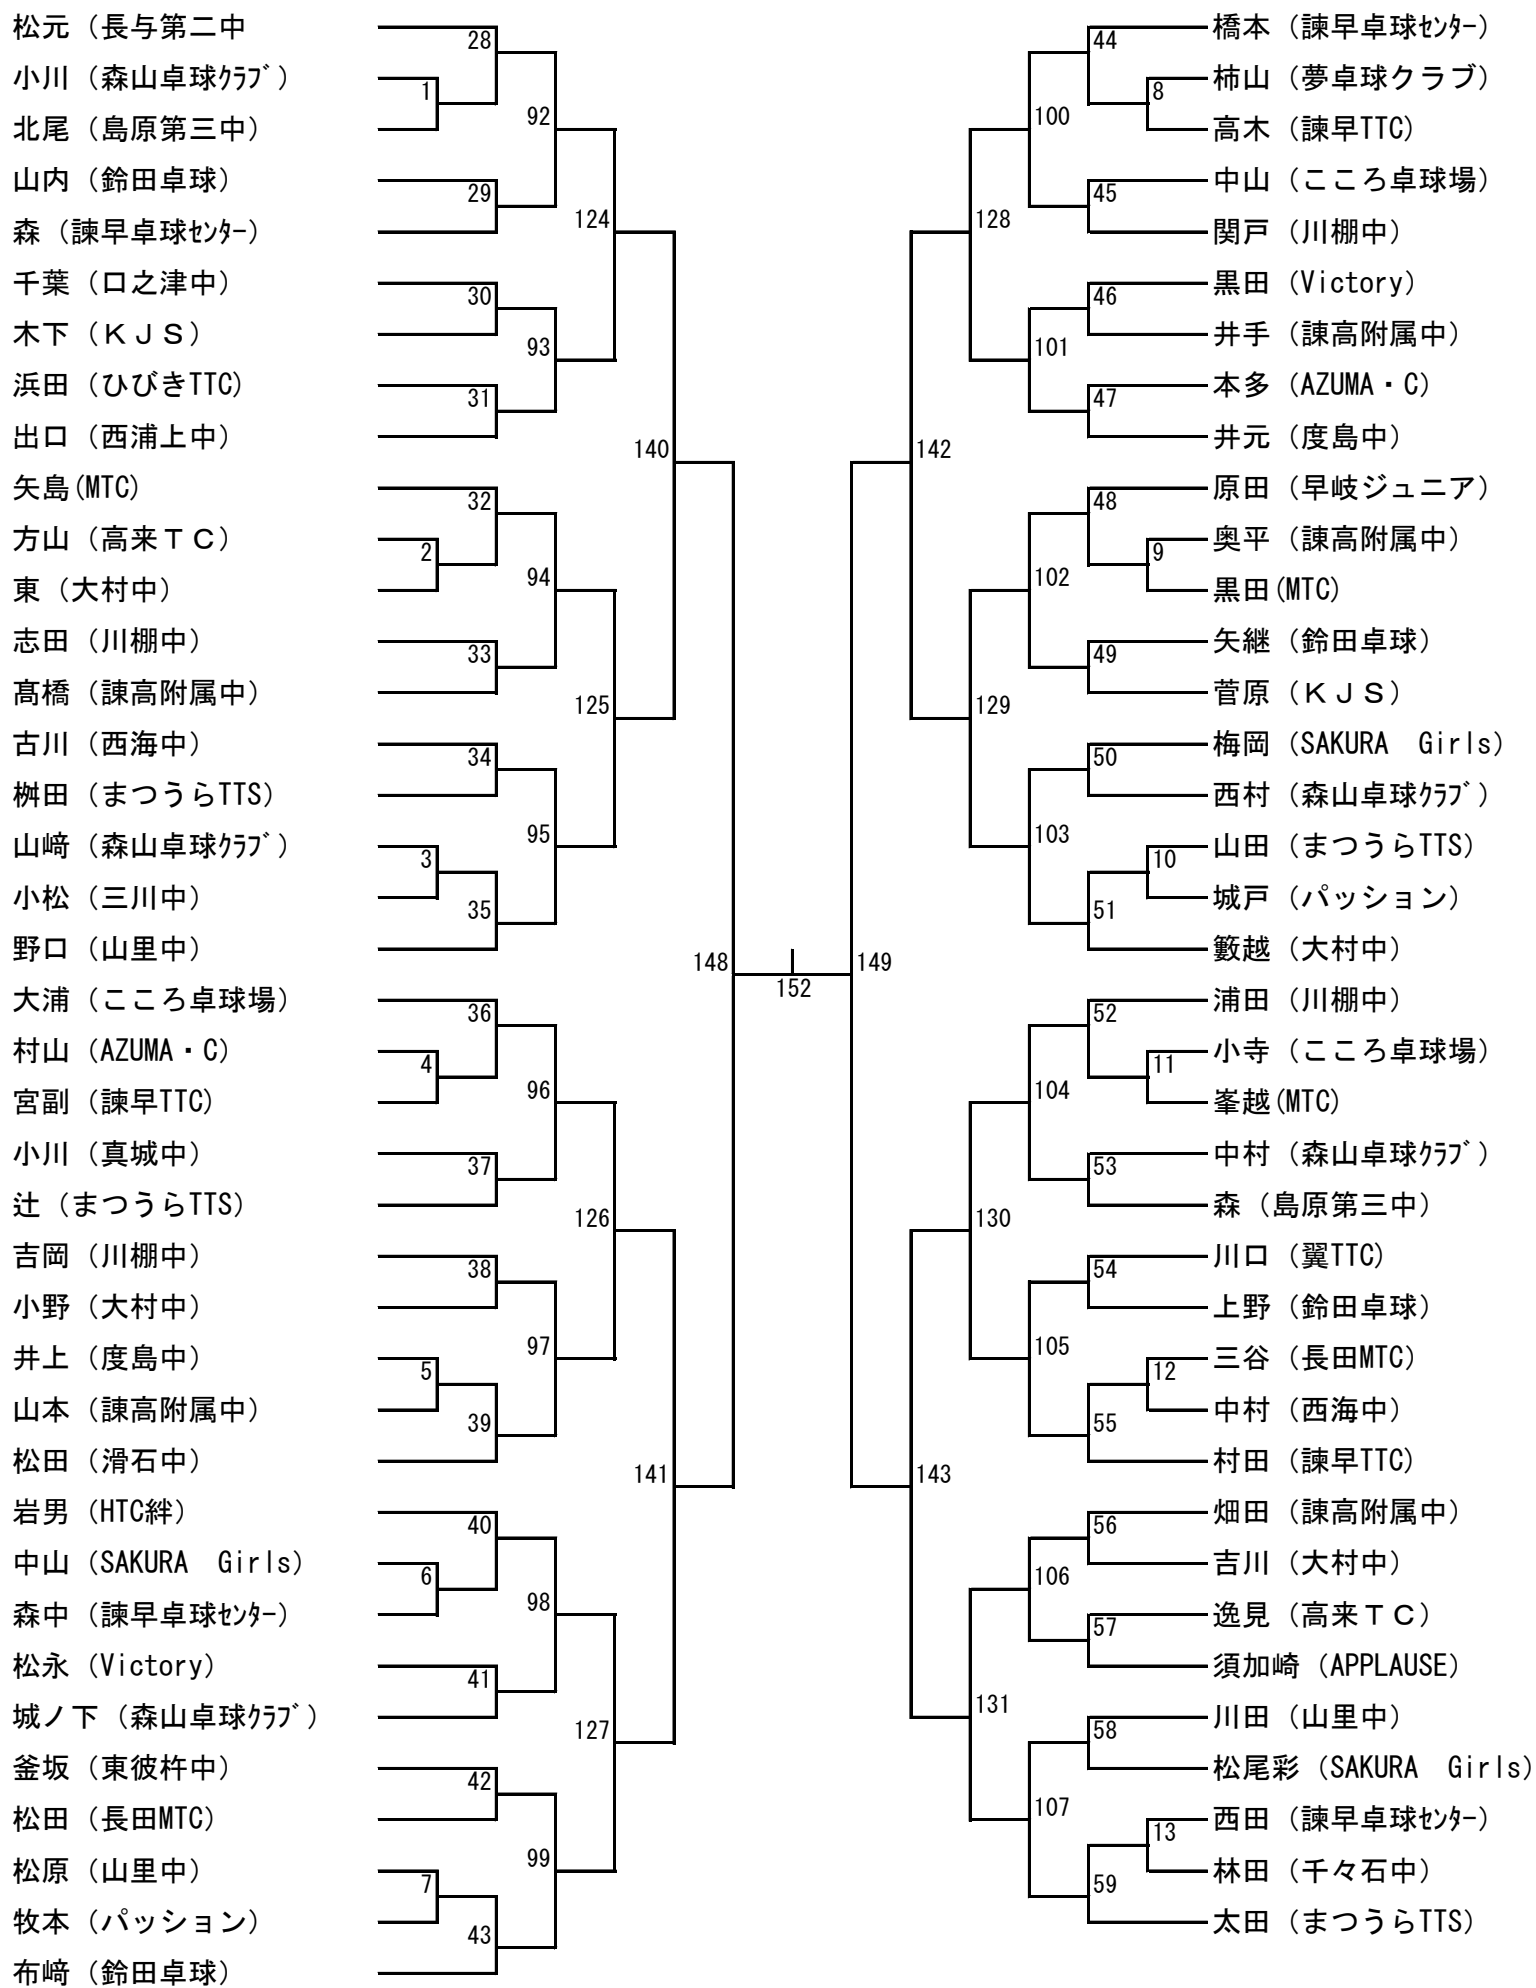 松元（長与第二中
小川（森山卓球ｸﾗﾌﾞ）
北尾（島原第三中）
山内（鈴田卓球）
森（諫早卓球ｾﾝﾀｰ）
千葉（口之津中）
木下（ＫＪＳ）
浜田（ひびきTTC）
出口（西浦上中）
矢島(MTC)
方山（高来ＴＣ）
東（大村中）
志田（川棚中）
髙橋（諫高附属中）
古川（西海中）
桝田（まつうらTTS）
山﨑（森山卓球ｸﾗﾌﾞ）
小松（三川中）
野口（山里中）
大浦（こころ卓球場）
村山（AZUMA・C）
宮副（諫早TTC）
小川（真城中）
辻（まつうらTTS）
吉岡（川棚中）
小野（大村中）
井上（度島中）
山本（諫高附属中）
松田（滑石中）
岩男（HTC絆）
中山（SAKURA　Girls）
森中（諫早卓球ｾﾝﾀｰ）
松永（Victory）
城ノ下（森山卓球ｸﾗﾌﾞ）
釜坂（東彼杵中）
松田（長田MTC）
松原（山里中）
牧本（パッション）
布﨑（鈴田卓球）
1
2
3
4
5
6
7
28
29
30
31
32
33
34
35
36
37
38
39
40
41
42
43
92
93
94
95
96
97
98
99
124
125
126
127
140
141
148
152
149
142
143
128
129
130
131
100
101
102
103
104
105
106
107
44
45
46
47
48
49
50
51
52
53
54
55
56
57
58
59
8
9
10
11
12
13
橋本（諫早卓球ｾﾝﾀｰ）
柿山（夢卓球クラブ）
高木（諫早TTC）
中山（こころ卓球場）
関戸（川棚中）
黒田（Victory）
井手（諫高附属中）
本多（AZUMA・C）
井元（度島中）
原田（早岐ジュニア）
奥平（諫高附属中）
黒田(MTC)
矢継（鈴田卓球）
菅原（ＫＪＳ）
梅岡（SAKURA　Girls）
西村（森山卓球ｸﾗﾌﾞ）
山田（まつうらTTS）
城戸（パッション）
籔越（大村中）
浦田（川棚中）
小寺（こころ卓球場）
峯越(MTC)
中村（森山卓球ｸﾗﾌﾞ）
森（島原第三中）
川口（翼TTC）
上野（鈴田卓球）
三谷（長田MTC）
中村（西海中）
村田（諫早TTC）
畑田（諫高附属中）
吉川（大村中）
逸見（高来ＴＣ）
須加崎（APPLAUSE）
川田（山里中）
松尾彩（SAKURA　Girls）
西田（諫早卓球ｾﾝﾀｰ）
林田（千々石中）
太田（まつうらTTS）